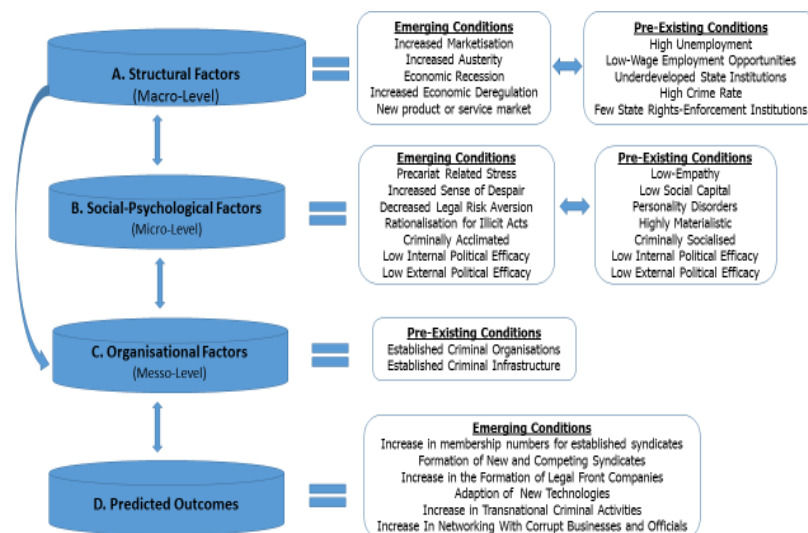 A. Structural Factors
(Macro-Level)
Emerging Conditions
Increased Marketisation
Increased Austerity
Economic Recession
Increased Economic Deregulation
New product or service market
Pre-Existing Conditions
High Unemployment
Low-Wage Employment Opportunities
Underdeveloped State Institutions
High Crime Rate
Few State Rights-Enforcement Institutions
B. Social-Psychological Factors
(Micro-Level)
Emerging Conditions
Precariat Related Stress
Increased Sense of Despair
Decreased Legal Risk Aversion
Rationalisation for Illicit Acts
Criminally Acclimated
Low Internal Political Efficacy
Low External Political Efficacy
Pre-Existing Conditions
Low-Empathy
Low Social Capital
Personality Disorders
Highly Materialistic
Criminally Socialised
Low Internal Political Efficacy
Low External Political Efficacy
C. Organisational Factors
(Messo-Level)
Pre-Existing Conditions
Established Criminal Organisations
Established Criminal Infrastructure
D. Predicted Outcomes
Emerging Conditions
Increase in membership numbers for established syndicates
Formation of New and Competing Syndicates
Increase in the Formation of Legal Front Companies
Adaption of New Technologies
Increase in Transnational Criminal Activities
Increase In Networking With Corrupt Businesses and Officials